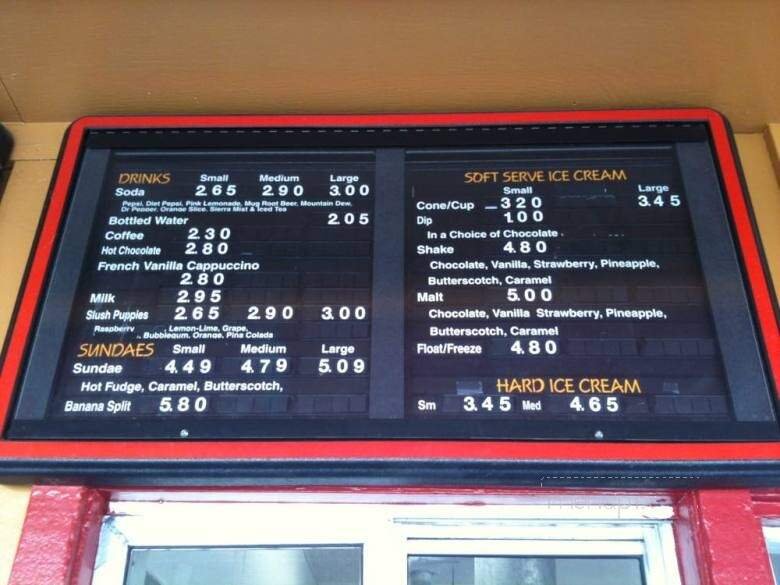 DRINKS Small Medium Large
Soda 2.65 2.90 3.00
Pepsi, Diet Pepsi, Pink Lemonade, Mug Root Beer, Mountain Dew,
Dr Pepper, Orange Slice, Sierra Mist & Iced Tea
Bottled Water 2.05
Coffee 2.30
Hot Chocolate 2.80
French Vanilla Cappuccino
2.80
Milk 2.95
Slush Puppies 2.65 2.90 3.00
Raspberry Lemon-Lime, Grape,
Bubblegum, Orange, Pina Colada
SUNDAES Small Medium Large
Sundae 4.49 4.79 5.09
Hot Fudge, Caramel, Butterscotch,
Banana Split 5.80
SOFT SERVE ICE CREAM
Small Large
Cone/Cup 3 20 3.45
Dip 1.00
In a Choice of Chocolate
Shake 4.80
Chocolate, Vanilla, Strawberry, Pineapple,
Butterscotch, Caramel
Malt 5.00
Chocolate, Vanilla Strawberry, Pineapple,
Butterscotch, Caramel
Float/Freeze 4.80
HARD ICE CREAM
Sm 3.45 Med 4.65